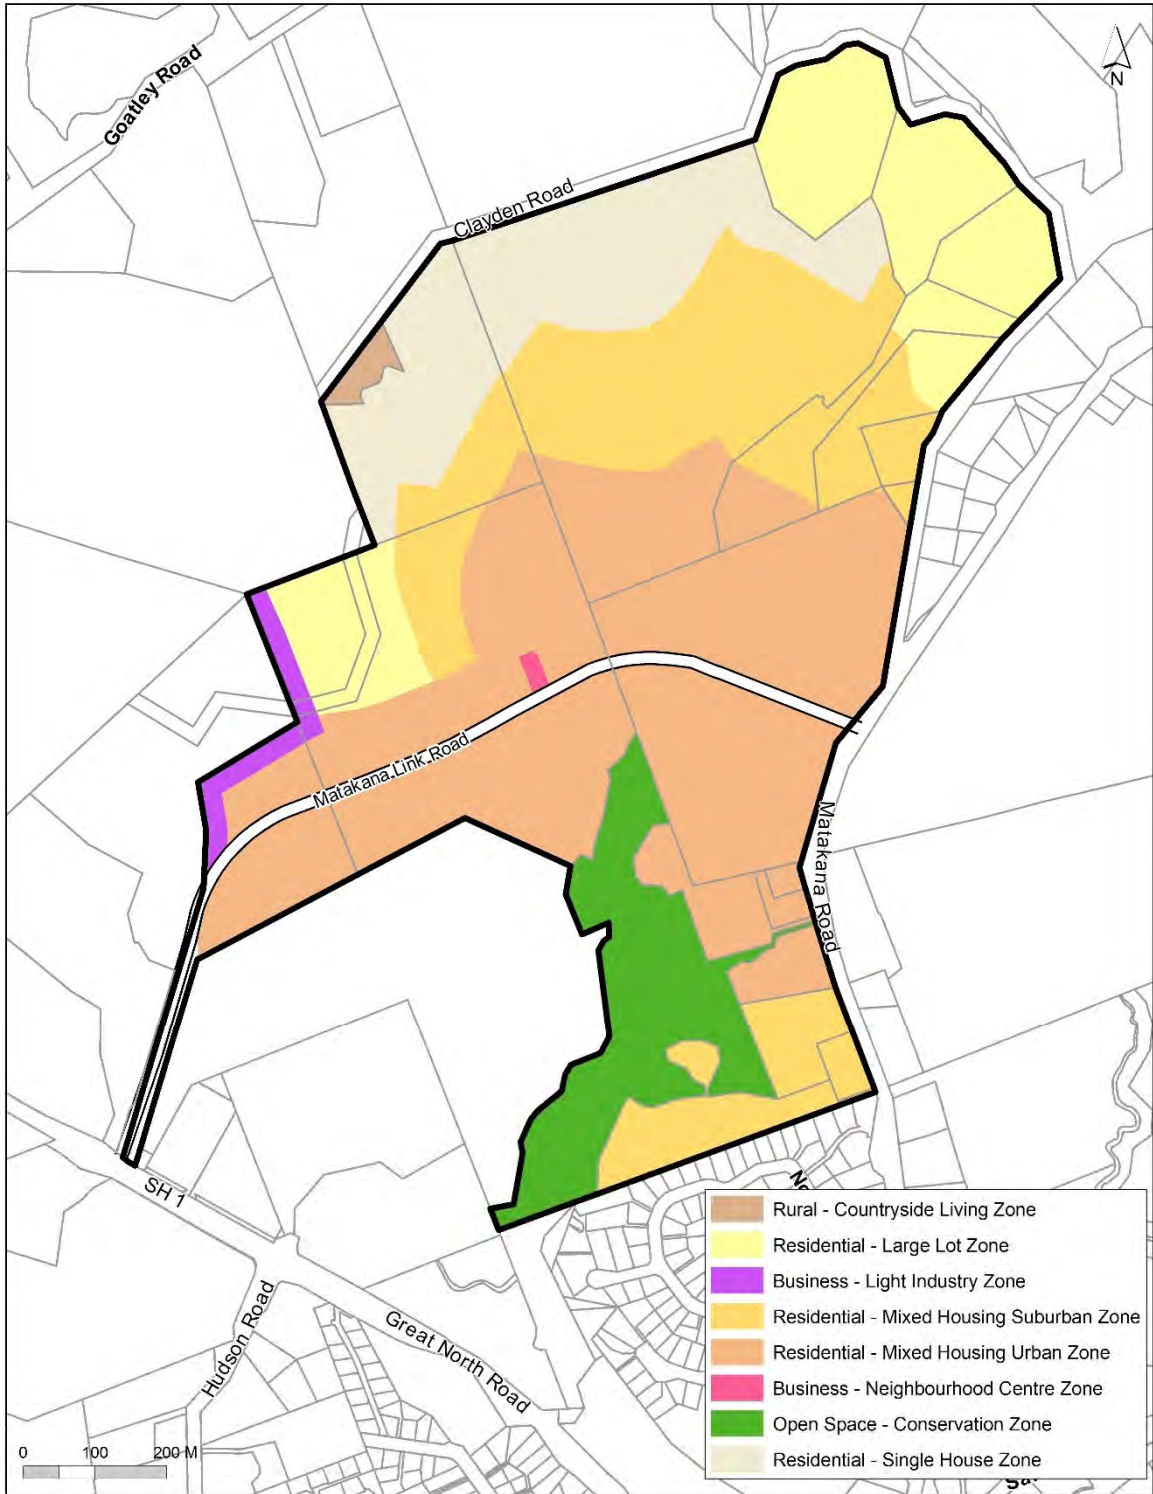 Goatley Road
N
Clayden Road
Matakana Link Road
Matakana Road
SH 1
Hudson Road
Great North Road
Rural - Countryside Living Zone
Residential - Large Lot Zone
Business - Light Industry Zone
Residential - Mixed Housing Suburban Zone
Residential - Mixed Housing Urban Zone
Business - Neighbourhood Centre Zone
Open Space - Conservation Zone
Residential - Single House Zone
0 100 200 M